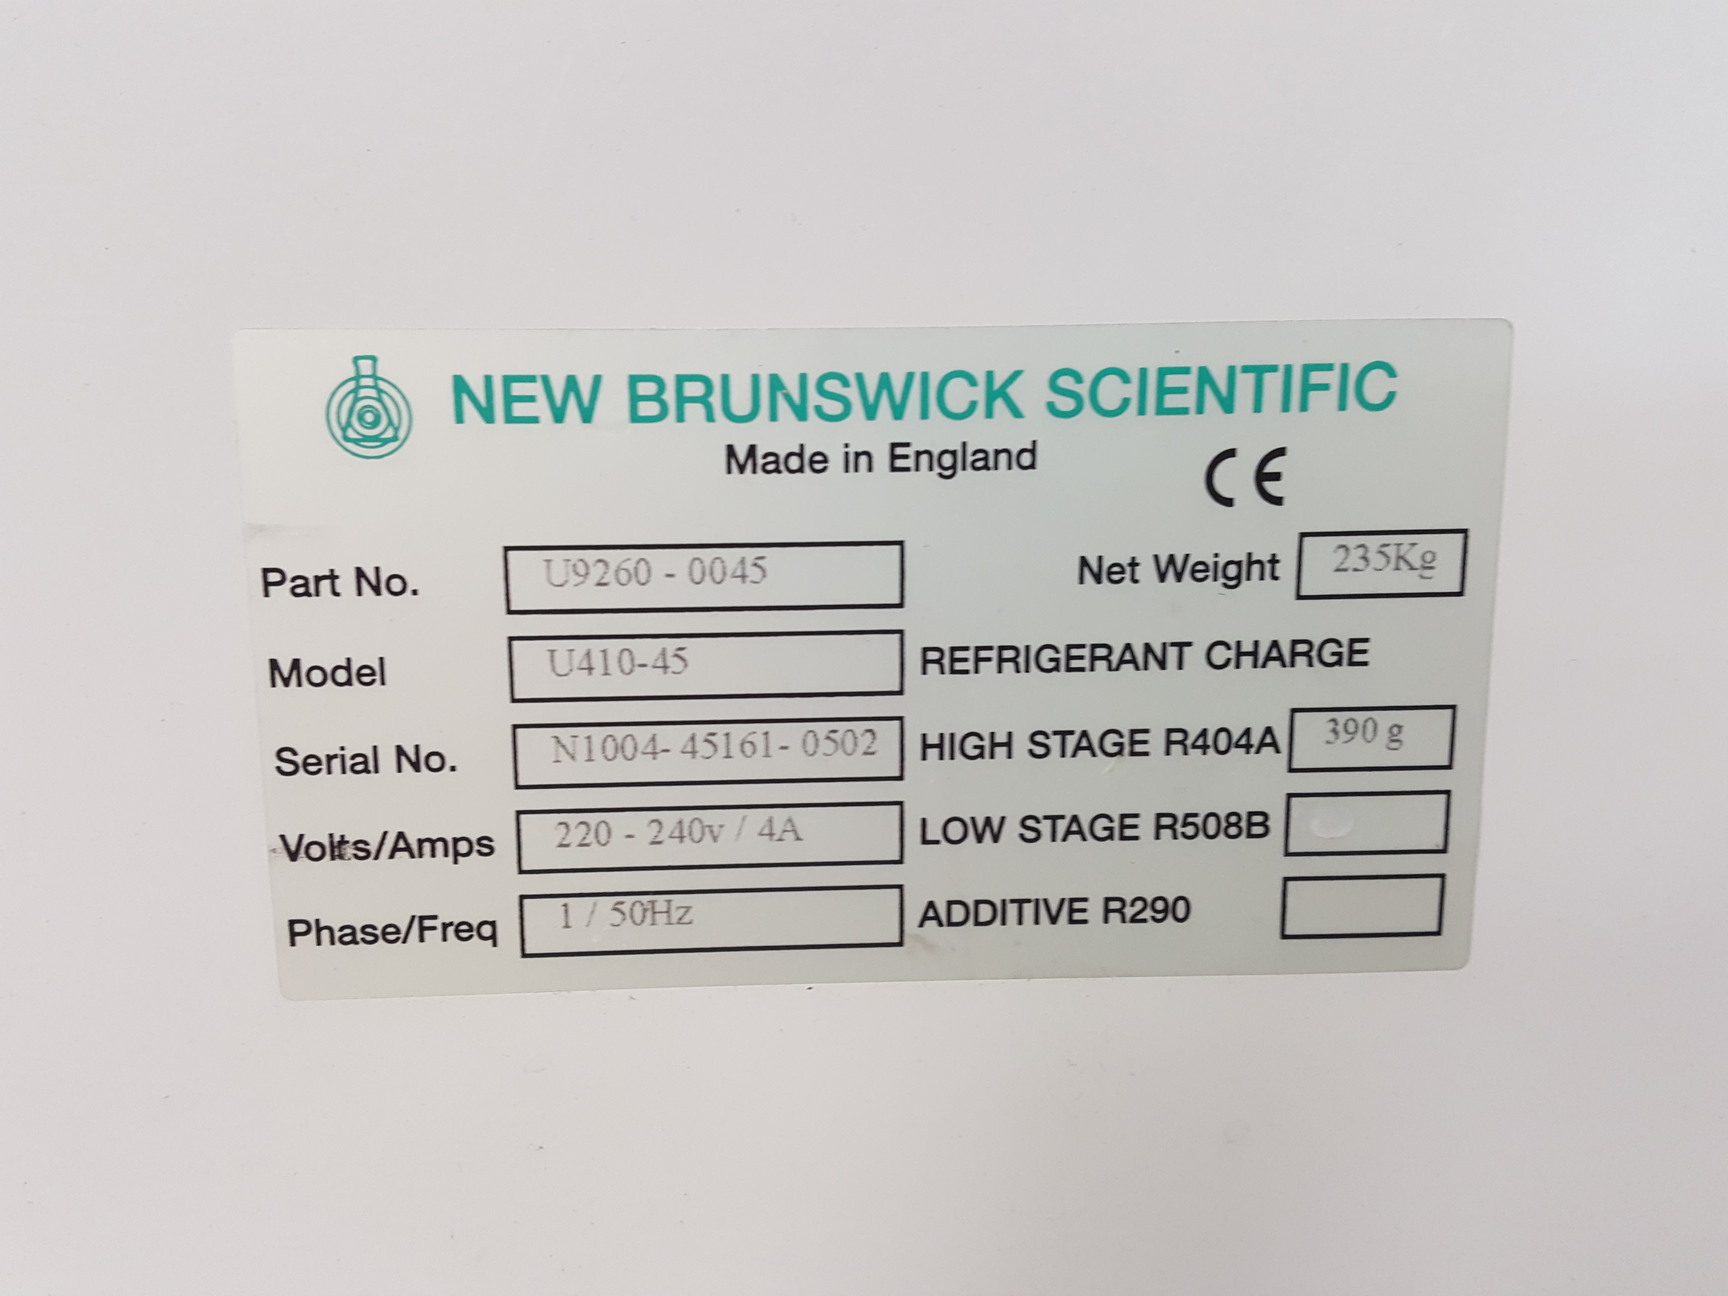 NEW BRUNSWICK SCIENTIFIC
Made in England
CE
Part No. U9260 - 0045 Net Weight 235Kg
Model U410-45 REFRIGERANT CHARGE
Serial No. N1004- 45161- 0502 HIGH STAGE R404A 390 g
Volts/Amps 220 - 240v / 4A LOW STAGE R508B
Phase/Freq 1 / 50Hz ADDITIVE R290